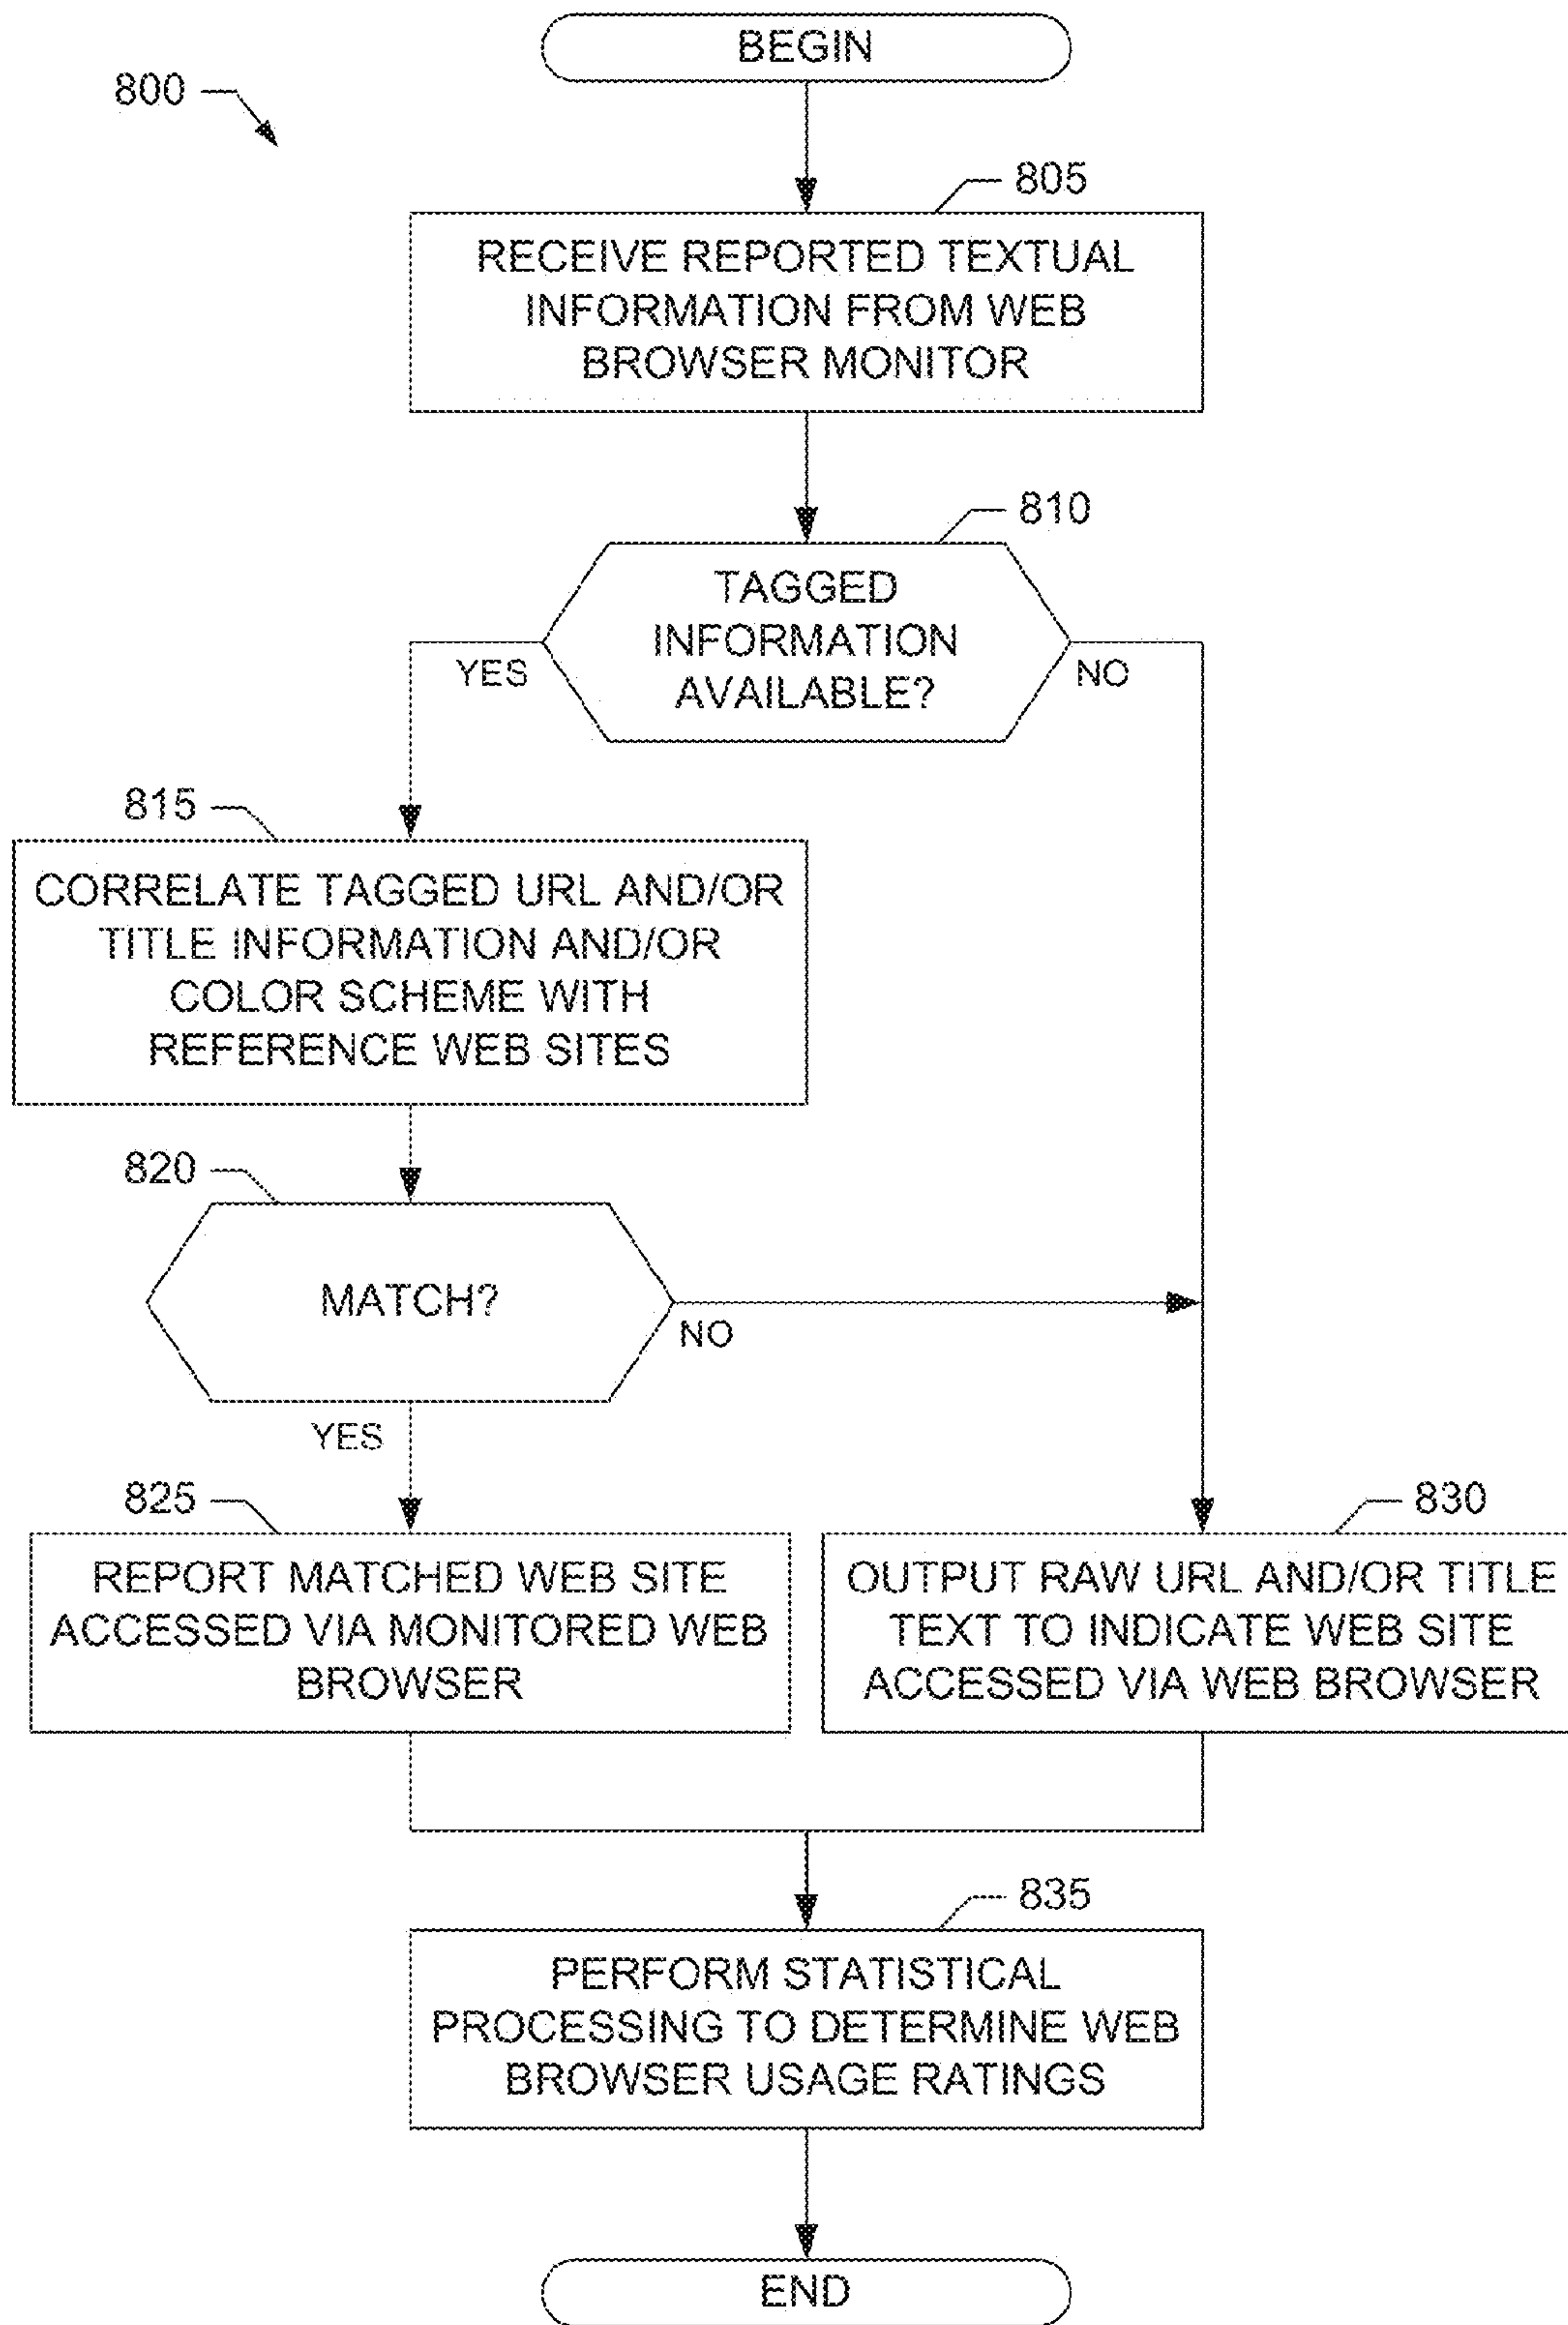 BEGIN
800
805
RECEIVE REPORTED TEXTUAL
INFORMATION FROM WEB
BROWSER MONITOR
810
TAGGED
INFORMATION
AVAILABLE?
YES
NO
815
CORRELATE TAGGED URL AND/OR
TITLE INFORMATION AND/OR
COLOR SCHEME WITH
REFERENCE WEB SITES
820
MATCH?
NO
YES
825
REPORT MATCHED WEB SITE
ACCESSED VIA MONITORED WEB
BROWSER
830
OUTPUT RAW URL AND/OR TITLE
TEXT TO INDICATE WEB SITE
ACCESSED VIA WEB BROWSER
835
PERFORM STATISTICAL
PROCESSING TO DETERMINE WEB
BROWSER USAGE RATINGS
END